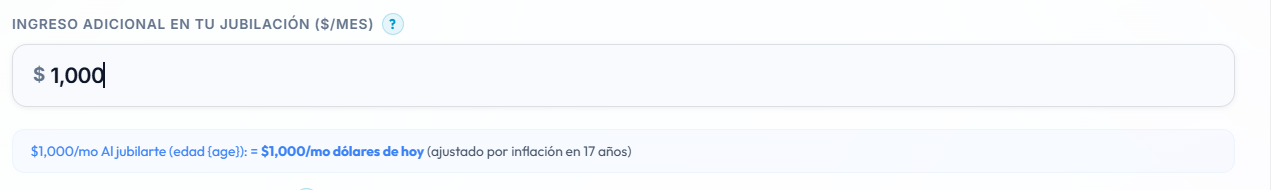 INGRESO ADICIONAL EN TU JUBILACIÓN ($/MES) ?
$ 1,000
$1,000/mo Al jubilarte (edad {age}): = $1,000/mo dólares de hoy (ajustado por inflación en 17 años)